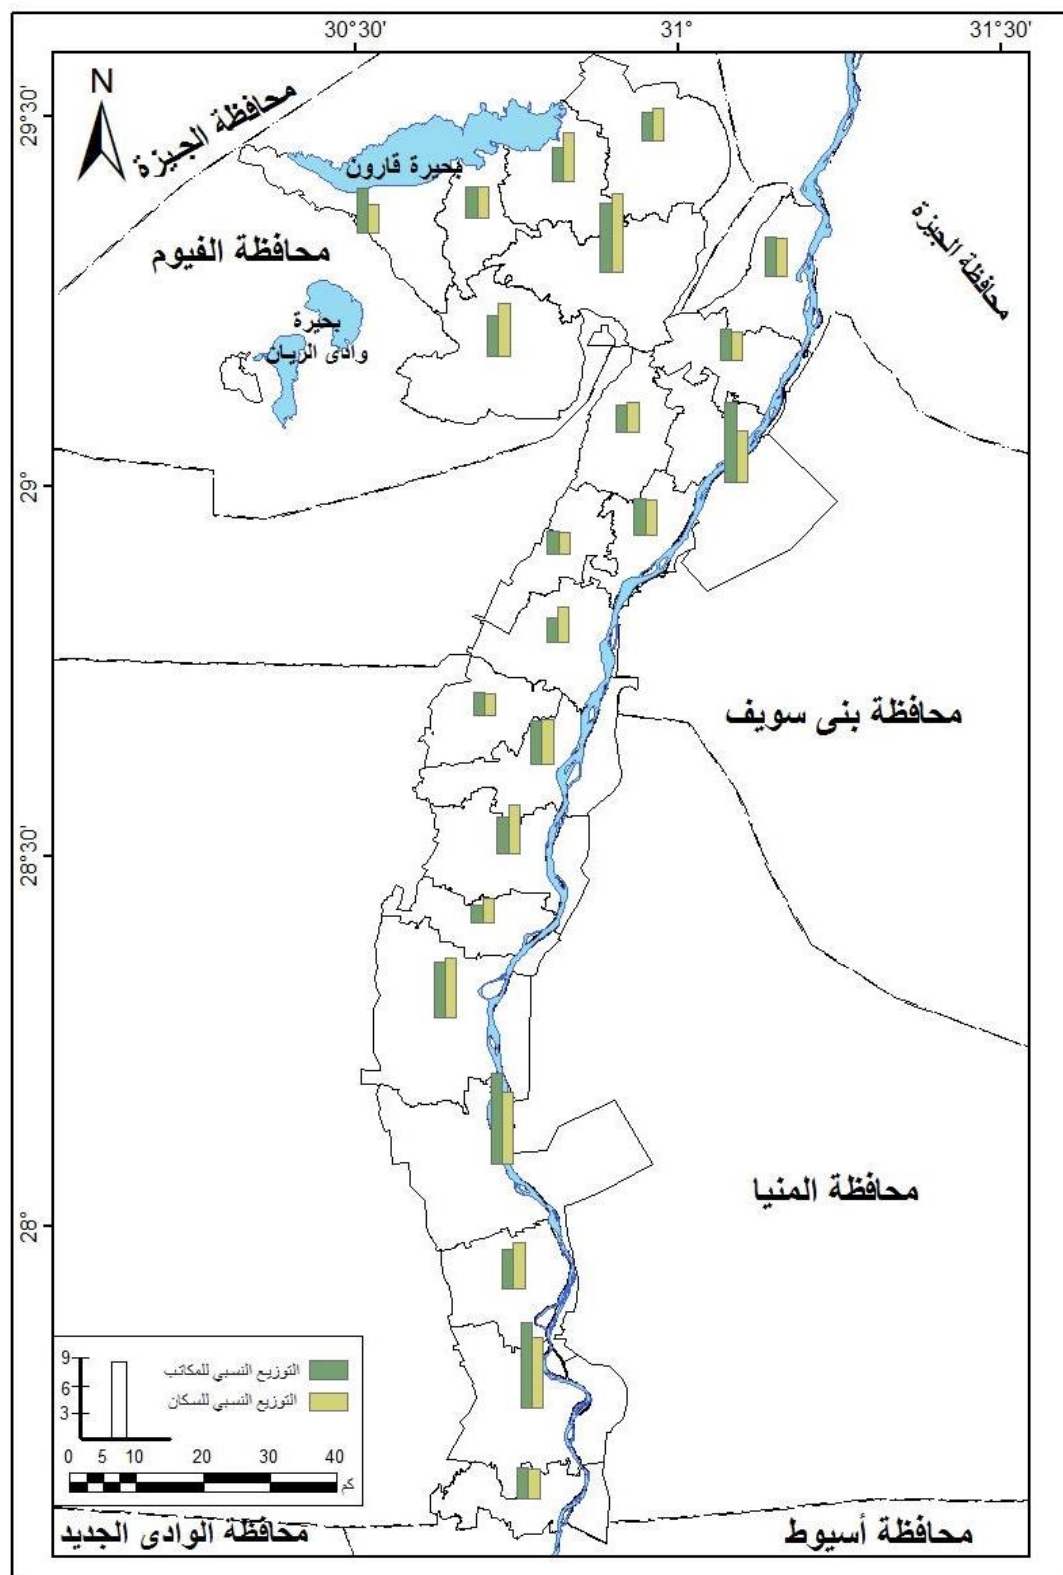 30°30'
31°
31°30'
N
29°30'
محافظة الجيزة
بحيرة قارون
محافظة الفيوم
محافظة الجيزة
بحيرة
وادى الريان
29°
محافظة بنى سويف
28°30'
محافظة المنيا
28°
9
6
3
التوزيع النسبي للمكاتب
التوزيع النسبي للسكان
0 5 10 20 30 40
كم
محافظة الوادى الجديد
محافظة أسيوط